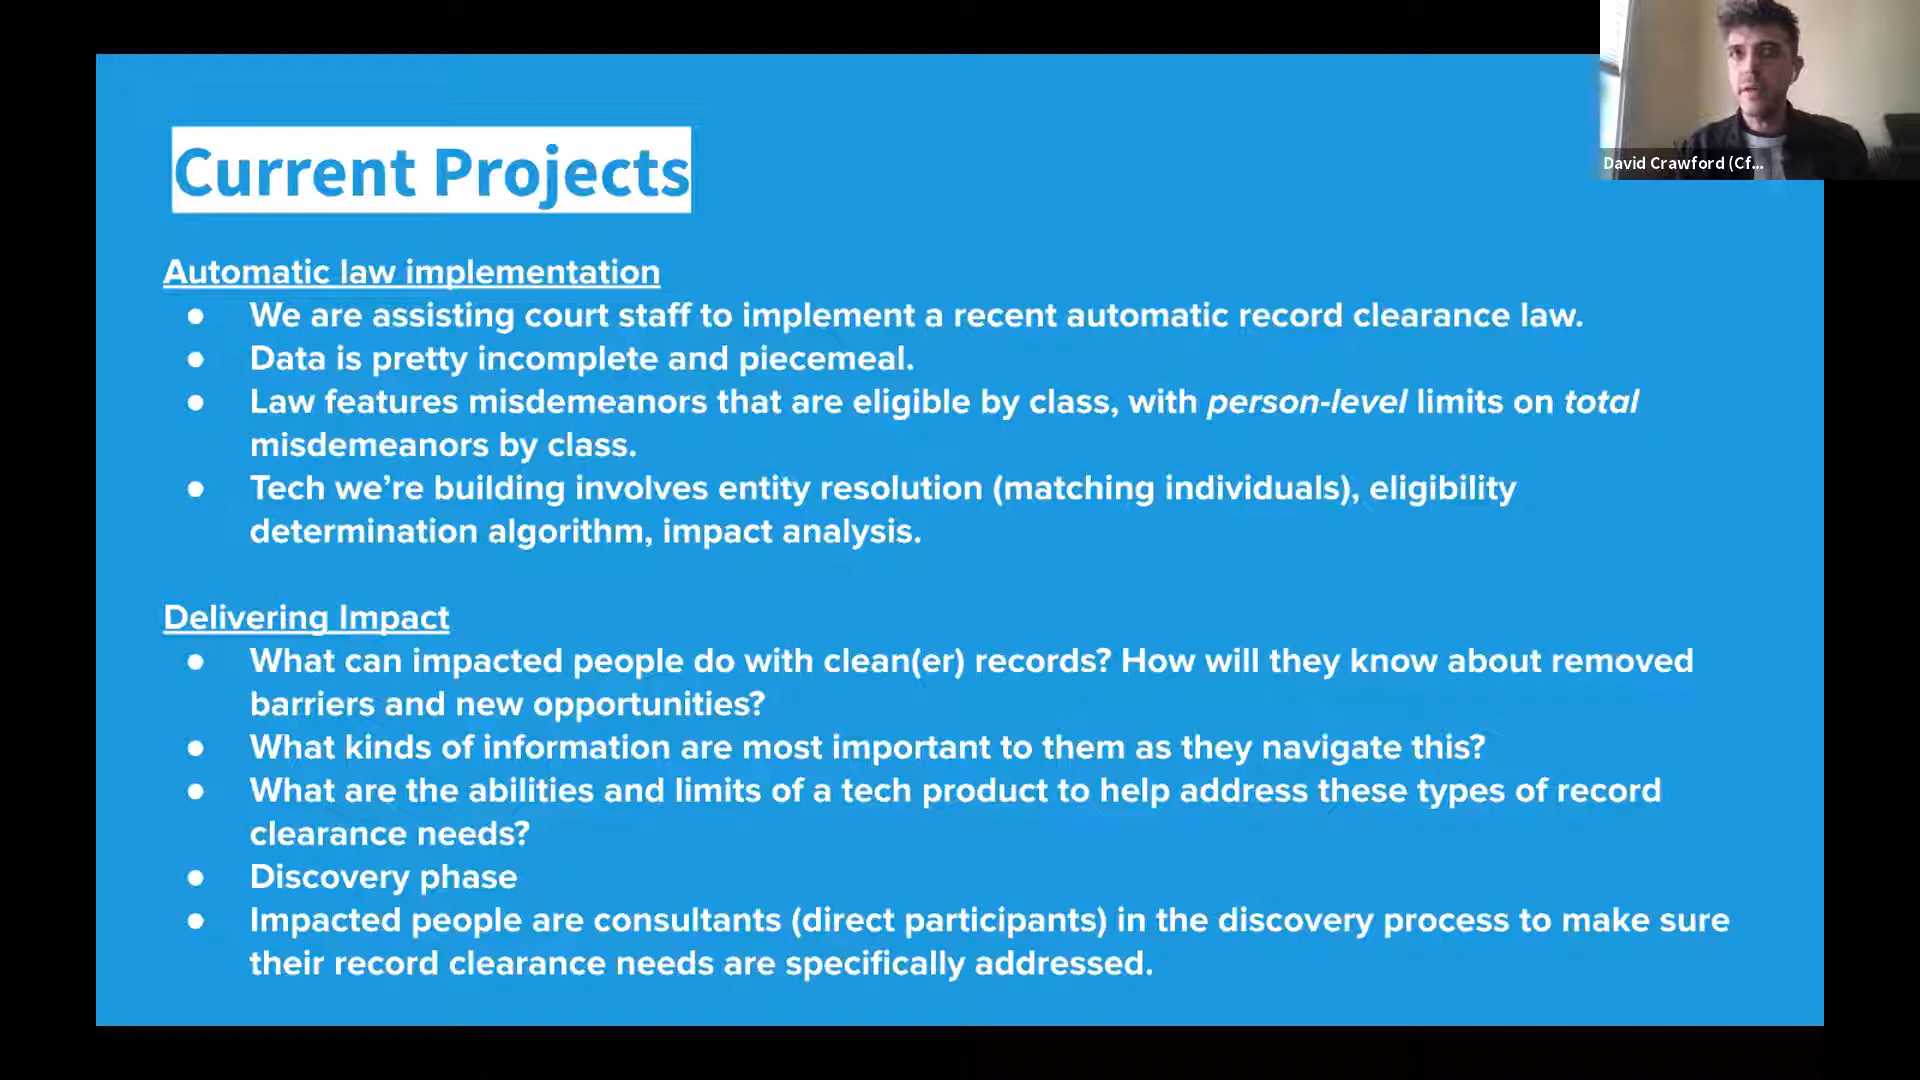 Current Projects
David Crawford (Cf...
Automatic law implementation
● We are assisting court staff to implement a recent automatic record clearance law.
● Data is pretty incomplete and piecemeal.
● Law features misdemeanors that are eligible by class, with person-level limits on total
misdemeanors by class.
● Tech we’re building involves entity resolution (matching individuals), eligibility
determination algorithm, impact analysis.
Delivering Impact
● What can impacted people do with clean(er) records? How will they know about removed
barriers and new opportunities?
● What kinds of information are most important to them as they navigate this?
● What are the abilities and limits of a tech product to help address these types of record
clearance needs?
● Discovery phase
● Impacted people are consultants (direct participants) in the discovery process to make sure
their record clearance needs are specifically addressed.